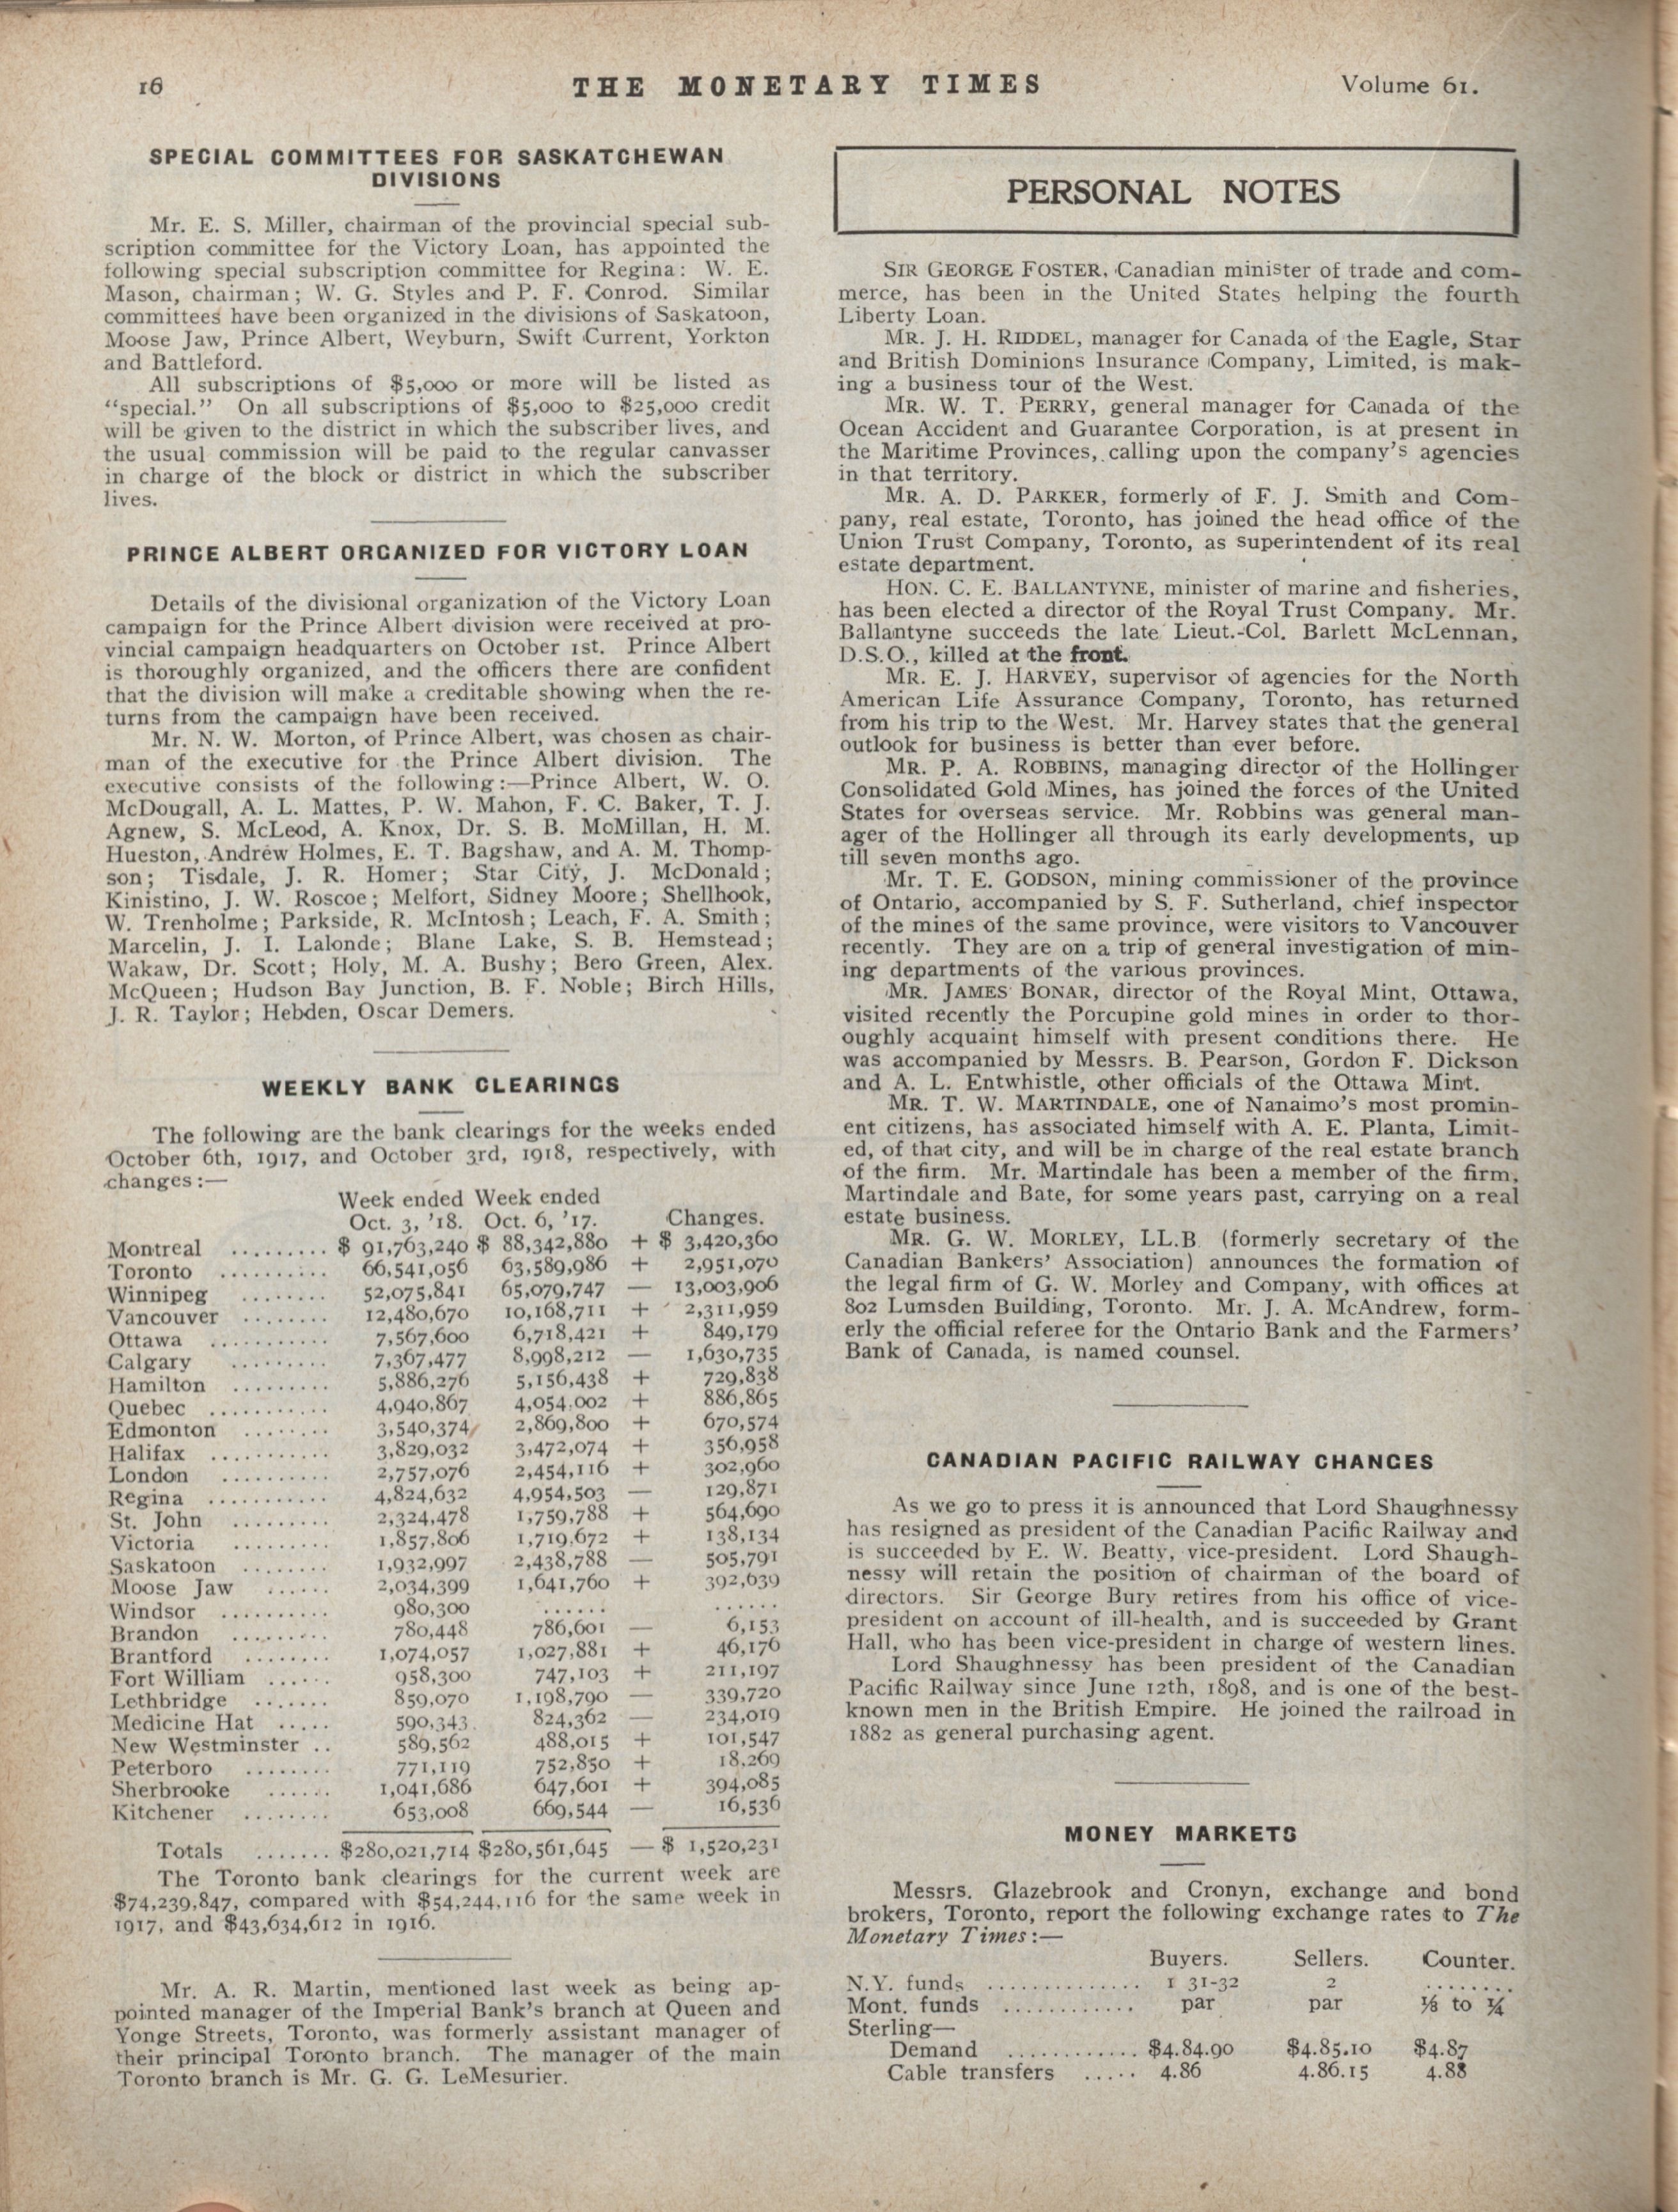 16
THE MONETARY TIMES
Volume 61.
SPECIAL COMMITTEES FOR SASKATCHEWAN
DIVISIONS
Mr. E. S. Miller, chairman of the provincial special sub-
scription committee for the Victory Loan, has appointed the
following special subscription committee for Regina: W. E.
Mason, chairman; W. G. Styles and P. F. Conrod. Similar
committees have been organized in the divisions of Saskatoon,
Moose Jaw, Prince Albert, Weyburn, Swift Current, Yorkton
and Battleford.
All subscriptions of $5,000 or more will be listed as
"special." On all subscriptions of $5,000 to $25,000 credit
will be given to the district in which the subscriber lives, and
the usual commission will be paid to the regular canvasser
in charge of the block or district in which the subscriber
lives.
PRINCE ALBERT ORGANIZED FOR VICTORY LOAN
Details of the divisional organization of the Victory Loan
campaign for the Prince Albert division were received at pro-
vincial campaign headquarters on October 1st. Prince Albert
is thoroughly organized, and the officers there are confident
that the division will make a creditable showing when the re-
turns from the campaign have been received.
Mr. N. W. Morton, of Prince Albert, was chosen as chair-
man of the executive for the Prince Albert division. The
executive consists of the following:—Prince Albert, W. O.
McDougall, A. L. Mattes, P. W. Mahon, F. C. Baker, T. J.
Agnew, S. McLeod, A. Knox, Dr. S. B. McMillan, H. M.
Hueston, Andrew Holmes, E. T. Bagshaw, and A. M. Thomp-
son; Tisdale, J. R. Homer; Star City, J. McDonald;
Kinistino, J. W. Roscoe; Melfort, Sidney Moore; Shellhook,
W. Trenholme; Parkside, R. McIntosh; Leach, F. A. Smith;
Marcelin, J. I. Lalonde; Blane Lake, S. B. Hemstead;
Wakaw, Dr. Scott; Holy, M. A. Bushy; Bero Green, Alex.
McQueen; Hudson Bay Junction, B. F. Noble; Birch Hills,
J. R. Taylor; Hebden, Oscar Demers.
WEEKLY BANK CLEARINGS
The following are the bank clearings for the weeks ended
October 6th, 1917, and October 3rd, 1918, respectively, with
changes:—
Week ended Week ended
Oct. 3, '18. Oct. 6, '17. Changes.
Montreal ......... $ 91,763,240 $ 88,342,880 + $ 3,420,360
Toronto .......... 66,541,056 63,589,986 + 2,951,070
Winnipeg ........ 52,075,841 65,079,747 — 13,003,906
Vancouver ........ 12,480,670 10,168,711 + 2,311,959
Ottawa ........... 7,567,600 6,718,421 + 849,179
Calgary ......... 7,367,477 8,998,212 — 1,630,735
Hamilton ......... 5,886,276 5,156,438 + 729,838
Quebec ........... 4,940,867 4,054,002 + 886,865
Edmonton ........ 3,540,374 2,869,800 + 670,574
Halifax ........... 3,829,032 3,472,074 + 356,958
London .......... 2,757,076 2,454,116 + 302,960
Regina ........... 4,824,632 4,954,503 — 129,871
St. John ......... 2,324,478 1,759,788 + 564,690
Victoria ......... 1,857,806 1,719,672 + 138,134
Saskatoon ........ 1,932,997 2,438,788 — 505,791
Moose Jaw ...... 2,034,399 1,641,760 + 392,639
Windsor .......... 980,300 ...... ......
Brandon ......... 780,448 786,601 — 6,153
Brantford ........ 1,074,057 1,027,881 + 46,176
Fort William ...... 958,300 747,103 + 211,197
Lethbridge ....... 859,070 1,198,790 — 339,720
Medicine Hat ..... 590,343 824,362 — 234,019
New Westminster .. 589,562 488,015 + 101,547
Peterboro ........ 771,119 752,850 + 18,269
Sherbrooke ...... 1,041,686 647,601 + 394,085
Kitchener ........ 653,008 669,544 — 16,536
Totals ....... $280,021,714 $280,561,645 — $ 1,520,231
The Toronto bank clearings for the current week are
$74,239,847, compared with $54,244,116 for the same week in
1917, and $43,634,612 in 1916.
Mr. A. R. Martin, mentioned last week as being ap-
pointed manager of the Imperial Bank's branch at Queen and
Yonge Streets, Toronto, was formerly assistant manager of
their principal Toronto branch. The manager of the main
Toronto branch is Mr. G. G. LeMesurier.
PERSONAL NOTES
SIR GEORGE FOSTER, Canadian minister of trade and com-
merce, has been in the United States helping the fourth
Liberty Loan.
MR. J. H. RIDDEL, manager for Canada of the Eagle, Star
and British Dominions Insurance Company, Limited, is mak-
ing a business tour of the West.
MR. W. T. PERRY, general manager for Canada of the
Ocean Accident and Guarantee Corporation, is at present in
the Maritime Provinces, calling upon the company's agencies
in that territory.
MR. A. D. PARKER, formerly of F. J. Smith and Com-
pany, real estate, Toronto, has joined the head office of the
Union Trust Company, Toronto, as superintendent of its real
estate department.
HON. C. E. BALLANTYNE, minister of marine and fisheries,
has been elected a director of the Royal Trust Company. Mr.
Ballantyne succeeds the late Lieut.-Col. Barlett McLennan,
D.S.O., killed at the front.
MR. E. J. HARVEY, supervisor of agencies for the North
American Life Assurance Company, Toronto, has returned
from his trip to the West. Mr. Harvey states that the general
outlook for business is better than ever before.
MR. P. A. ROBBINS, managing director of the Hollinger
Consolidated Gold Mines, has joined the forces of the United
States for overseas service. Mr. Robbins was general man-
ager of the Hollinger all through its early developments, up
till seven months ago.
Mr. T. E. GODSON, mining commissioner of the province
of Ontario, accompanied by S. F. Sutherland, chief inspector
of the mines of the same province, were visitors to Vancouver
recently. They are on a trip of general investigation of min-
ing departments of the various provinces.
MR. JAMES BONAR, director of the Royal Mint, Ottawa,
visited recently the Porcupine gold mines in order to thor-
oughly acquaint himself with present conditions there. He
was accompanied by Messrs. B. Pearson, Gordon F. Dickson
and A. L. Entwhistle, other officials of the Ottawa Mint.
MR. T. W. MARTINDALE, one of Nanaimo's most promin-
ent citizens, has associated himself with A. E. Planta, Limit-
ed, of that city, and will be in charge of the real estate branch
of the firm. Mr. Martindale has been a member of the firm,
Martindale and Bate, for some years past, carrying on a real
estate business.
MR. G. W. MORLEY, LL.B. (formerly secretary of the
Canadian Bankers' Association) announces the formation of
the legal firm of G. W. Morley and Company, with offices at
802 Lumsden Building, Toronto. Mr. J. A. McAndrew, form-
erly the official referee for the Ontario Bank and the Farmers'
Bank of Canada, is named counsel.
CANADIAN PACIFIC RAILWAY CHANGES
As we go to press it is announced that Lord Shaughnessy
has resigned as president of the Canadian Pacific Railway and
is succeeded by E. W. Beatty, vice-president. Lord Shaugh-
nessy will retain the position of chairman of the board of
directors. Sir George Bury retires from his office of vice-
president on account of ill-health, and is succeeded by Grant
Hall, who has been vice-president in charge of western lines.
Lord Shaughnessy has been president of the Canadian
Pacific Railway since June 12th, 1898, and is one of the best-
known men in the British Empire. He joined the railroad in
1882 as general purchasing agent.
MONEY MARKETS
Messrs. Glazebrook and Cronyn, exchange and bond
brokers, Toronto, report the following exchange rates to The
Monetary Times:—
Buyers. Sellers. Counter.
N.Y. funds .............. 1 31-32 2 ........
Mont. funds ............ par par ⅛ to ¼
Sterling—
Demand ............ $4.84.90 $4.85.10 $4.87
Cable transfers ..... 4.86 4.86.15 4.88